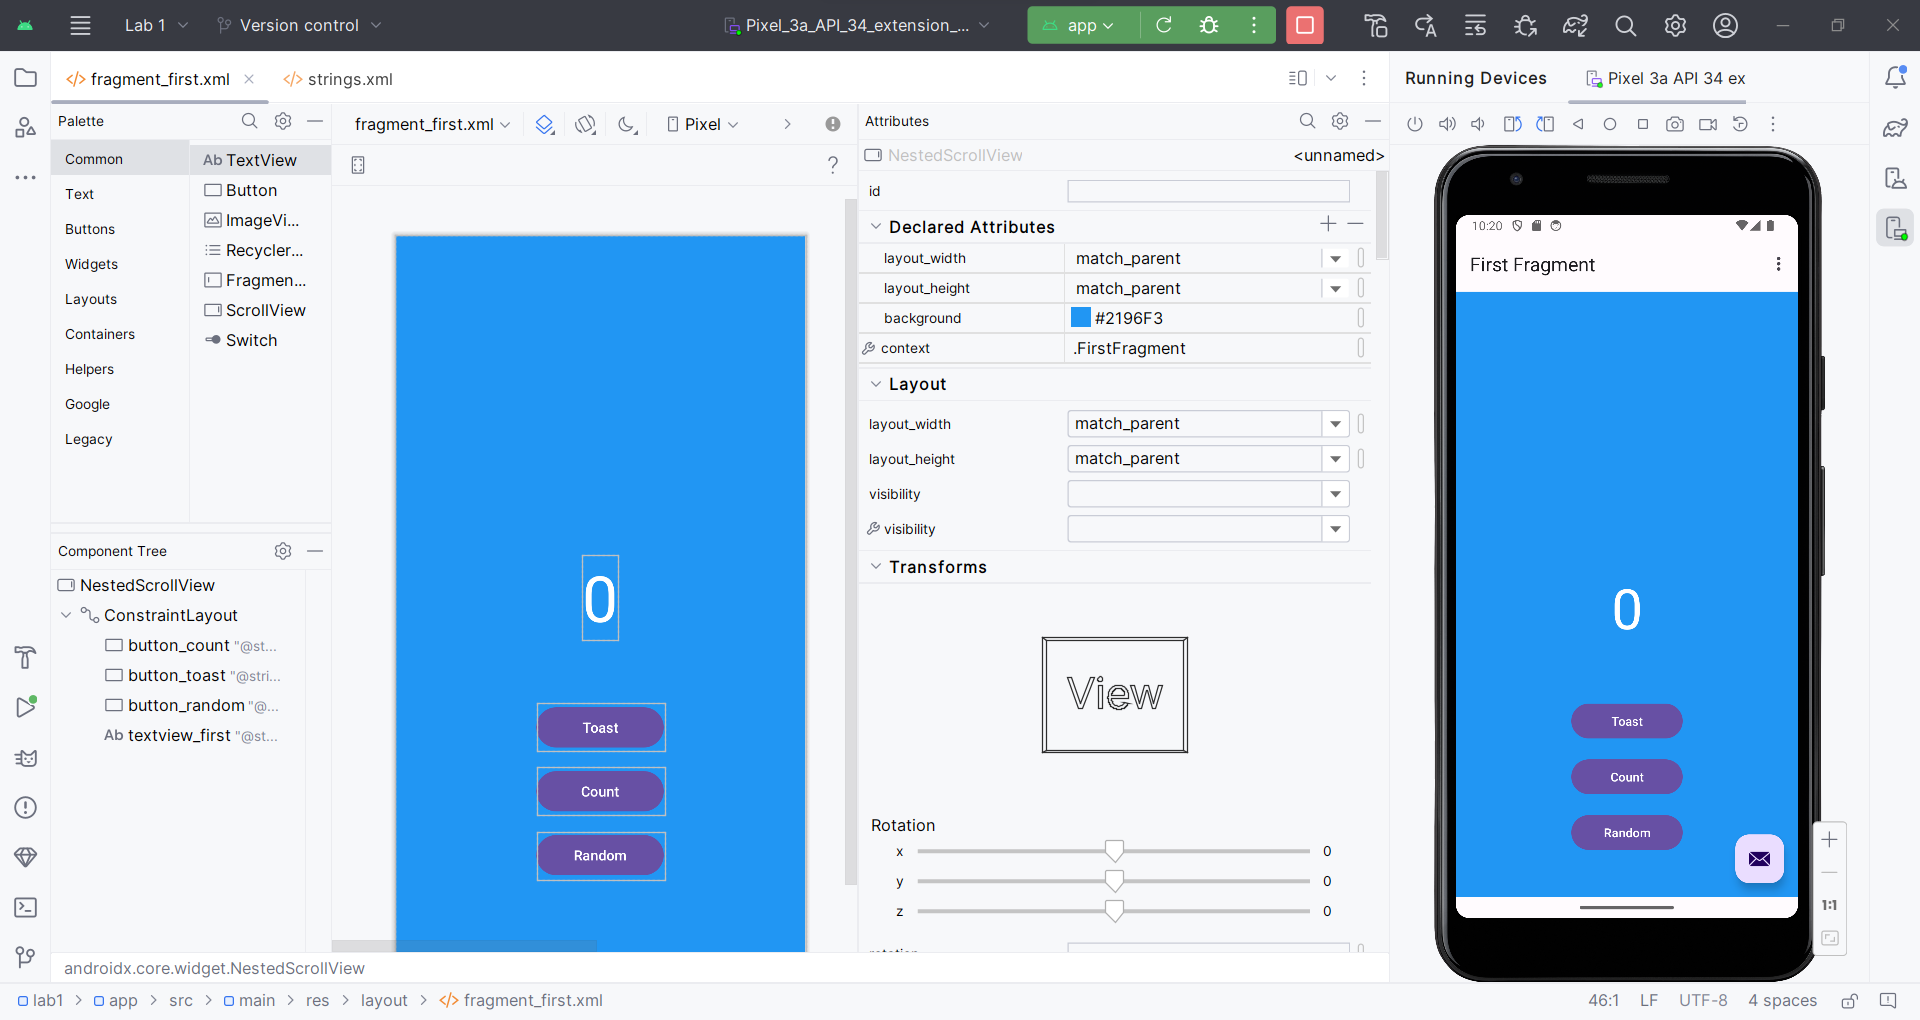 Lab 1
Version control
Pixel_3a_API_34_extension_...
app
fragment_first.xml
strings.xml
Running Devices
Pixel 3a API 34 ex
Palette
Common
Text
Buttons
Widgets
Layouts
Containers
Helpers
Google
Legacy
Ab TextView
Button
ImageVi...
Recycler...
Fragmen...
ScrollView
Switch
Component Tree
NestedScrollView
ConstraintLayout
button_count "@st...
button_toast "@stri...
button_random "@...
Ab textview_first "@st...
fragment_first.xml
Pixel
?
0
Toast
Count
Random
Attributes
NestedScrollView
<unnamed>
id
Declared Attributes
layout_width match_parent
layout_height match_parent
background #2196F3
context .FirstFragment
Layout
layout_width match_parent
layout_height match_parent
visibility
visibility
Transforms
View
Rotation
x 0
y 0
z 0
10:20
First Fragment
0
Toast
Count
Random
1:1
androidx.core.widget.NestedScrollView
lab1 > app > src > main > res > layout > fragment_first.xml
46:1 LF UTF-8 4 spaces